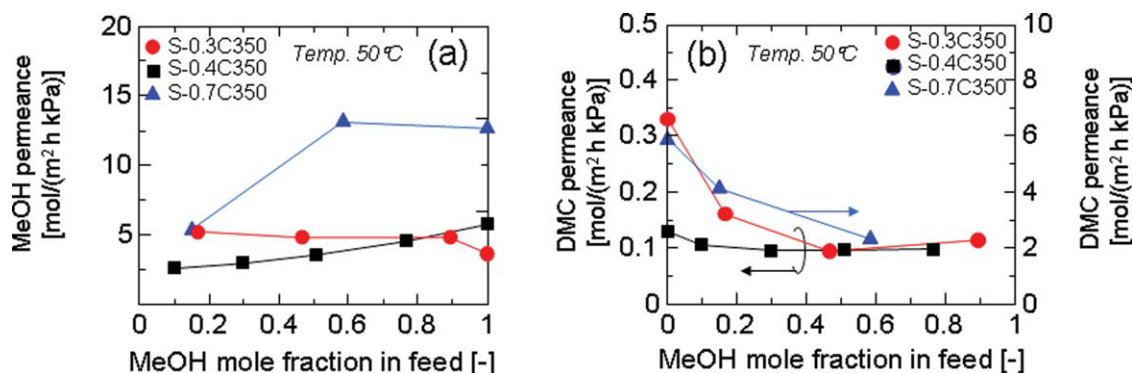 20
15
10
5
0
MeOH permeance
[mol/(m² h kPa)]
S-0.3C350
S-0.4C350
S-0.7C350
Temp. 50°C
(a)
0 0.2 0.4 0.6 0.8 1
MeOH mole fraction in feed [-]
0.5
0.4
0.3
0.2
0.1
0
DMC permeance
[mol/(m² h kPa)]
Temp. 50°C
(b)
S-0.3C350
S-0.4C350
S-0.7C350
10
8
6
4
2
0
DMC permeance
[mol/(m² h kPa)]
0 0.2 0.4 0.6 0.8 1
MeOH mole fraction in feed [-]